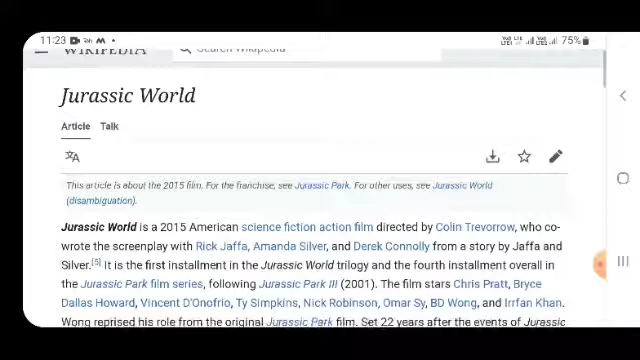 11:23 75%
WIKIPEDIA Search Wikipedia
Jurassic World
Article Talk
This article is about the 2015 film. For the franchise, see Jurassic Park. For other uses, see Jurassic World
(disambiguation).
Jurassic World is a 2015 American science fiction action film directed by Colin Trevorrow, who co-
wrote the screenplay with Rick Jaffa, Amanda Silver, and Derek Connolly from a story by Jaffa and
Silver.[5] It is the first installment in the Jurassic World trilogy and the fourth installment overall in
the Jurassic Park film series, following Jurassic Park III (2001). The film stars Chris Pratt, Bryce
Dallas Howard, Vincent D'Onofrio, Ty Simpkins, Nick Robinson, Omar Sy, BD Wong, and Irrfan Khan.
Wong reprised his role from the original Jurassic Park film. Set 22 years after the events of Jurassic